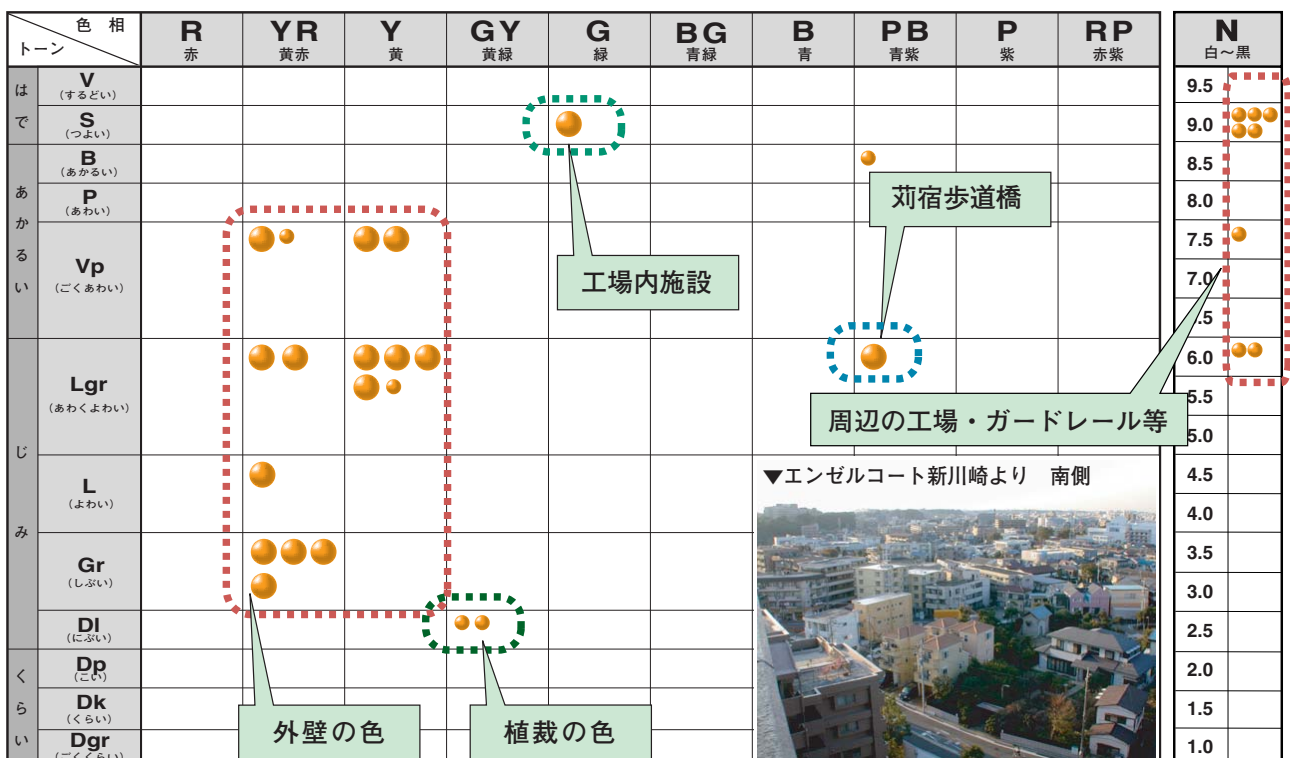 色 相
トーン
R
赤
YR
黄赤
Y
黄
GY
黄緑
G
緑
BG
青緑
B
青
PB
青紫
P
紫
RP
赤紫
N
白〜黒
はで
V
(するどい)
S
(つよい)
あかるい
B
(あかるい)
P
(あわい)
Vp
(ごくあわい)
じみ
Lgr
(あわくよわい)
L
(よわい)
Gr
(しぶい)
Dl
(にぶい)
くらい
Dp
(こい)
Dk
(くらい)
Dgr
(ごくくらい)
工場内施設
苅宿歩道橋
周辺の工場・ガードレール等
外壁の色
植裁の色
▼エンゼルコート新川崎より 南側
9.5
9.0
8.5
8.0
7.5
7.0
.5
6.0
5.5
5.0
4.5
4.0
3.5
3.0
2.5
2.0
1.5
1.0